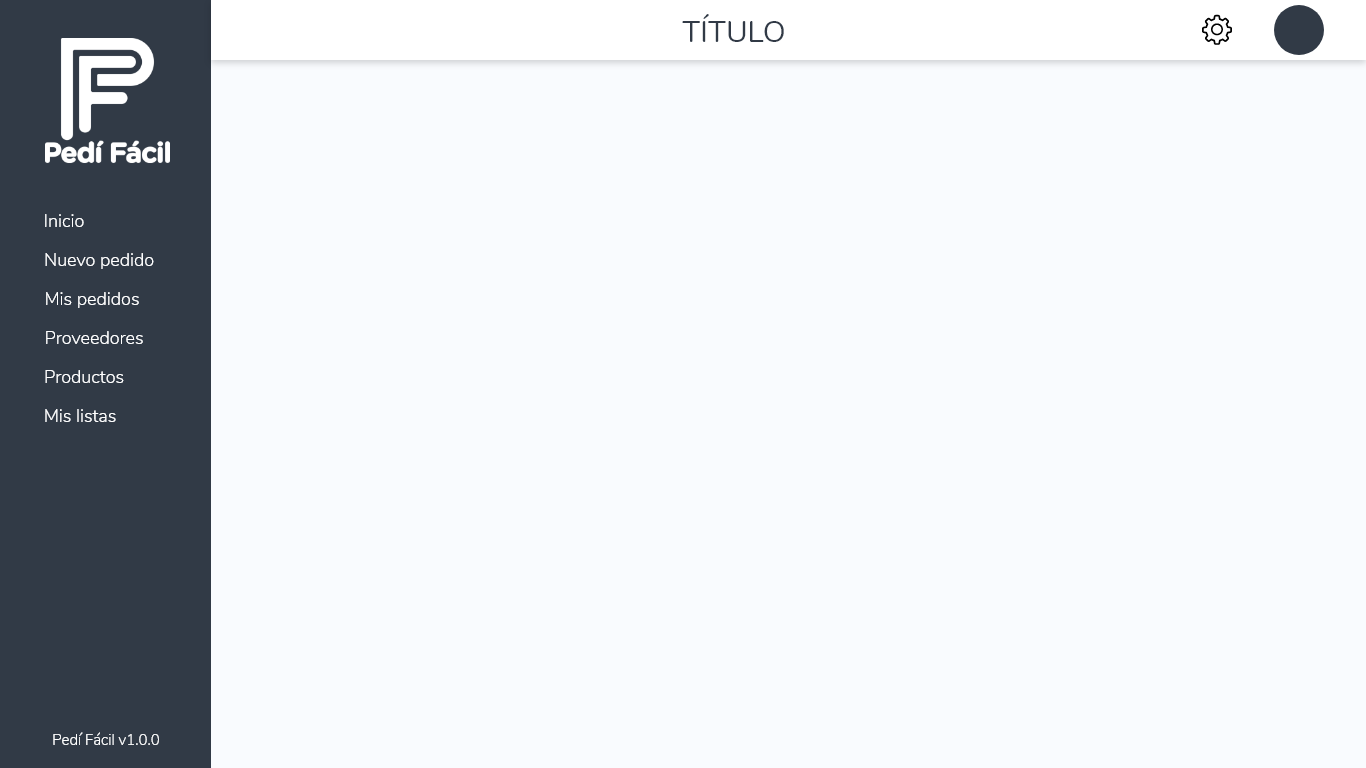 Pedí Fácil
TÍTULO
Inicio
Nuevo pedido
Mis pedidos
Proveedores
Productos
Mis listas
Pedí Fácil v1.0.0